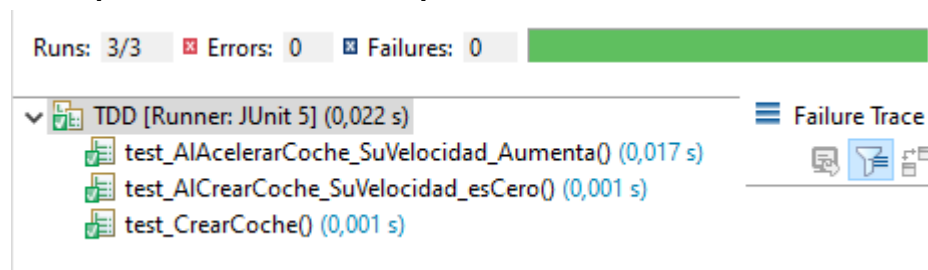 Runs: 3/3 Errors: 0 Failures: 0
TDD [Runner: JUnit 5] (0,022 s)
Failure Trace
test_AlAcelerarCoche_SuVelocidad_Aumenta() (0,017 s)
test_AlCrearCoche_SuVelocidad_esCero() (0,001 s)
test_CrearCoche() (0,001 s)